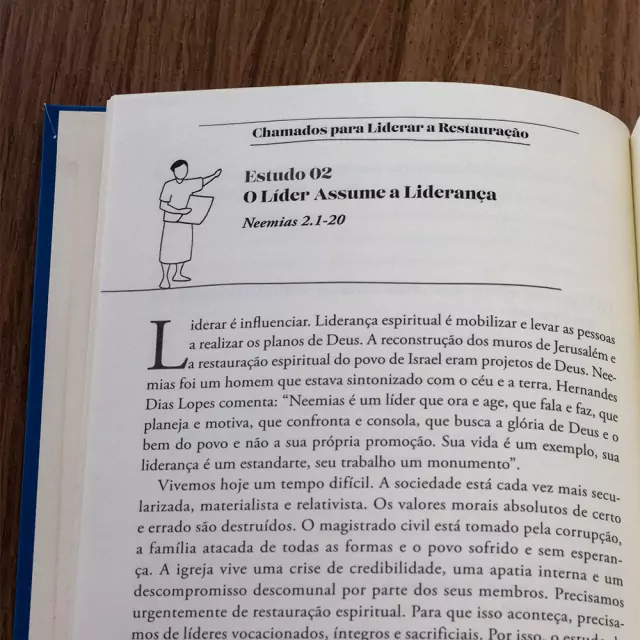 Chamados para Liderar a Restauração
Estudo 02
O Líder Assume a Liderança
Neemias 2.1-20
Liderar é influenciar. Liderança espiritual é mobilizar e levar as pessoas
a realizar os planos de Deus. A reconstrução dos muros de Jerusalém e
a restauração espiritual do povo de Israel eram projetos de Deus. Nee-
mias foi um homem que estava sintonizado com o céu e a terra. Hernandes
Dias Lopes comenta: “Neemias é um líder que ora e age, que fala e faz, que
planeja e motiva, que confronta e consola, que busca a glória de Deus e o
bem do povo e não a sua própria promoção. Sua vida é um exemplo, sua
liderança é um estandarte, seu trabalho um monumento”.
Vivemos hoje um tempo difícil. A sociedade está cada vez mais secu-
larizada, materialista e relativista. Os valores morais absolutos de certo
e errado são destruídos. O magistrado civil está tomado pela corrupção,
a família atacada de todas as formas e o povo sofrido e sem esperan-
ça. A igreja vive uma crise de credibilidade, uma apatia interna e um
descompromisso descomunal por parte dos seus membros. Precisamos
urgentemente de restauração espiritual. Para que isso aconteça, precisa-
mos de líderes vocacionados, íntegros e sacrificiais. Por isso, o